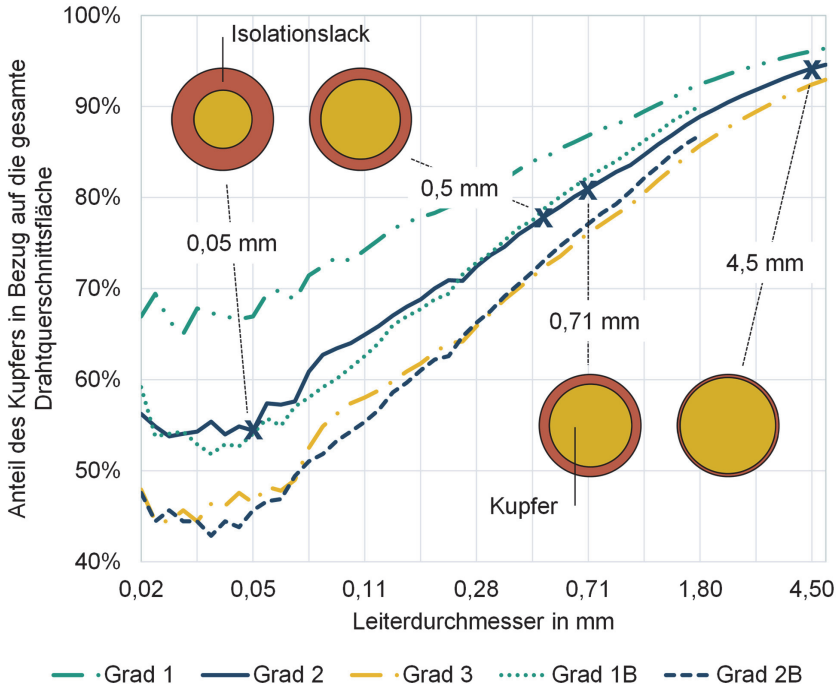 100%
90%
80%
70%
60%
50%
40%
Anteil des Kupfers in Bezug auf die gesamte
Drahtquerschnittsfläche
Isolationslack
0,05 mm
0,5 mm
0,71 mm
4,5 mm
Kupfer
0,02 0,05 0,11 0,28 0,71 1,80 4,50
Leiterdurchmesser in mm
Grad 1 Grad 2 Grad 3 Grad 1B Grad 2B